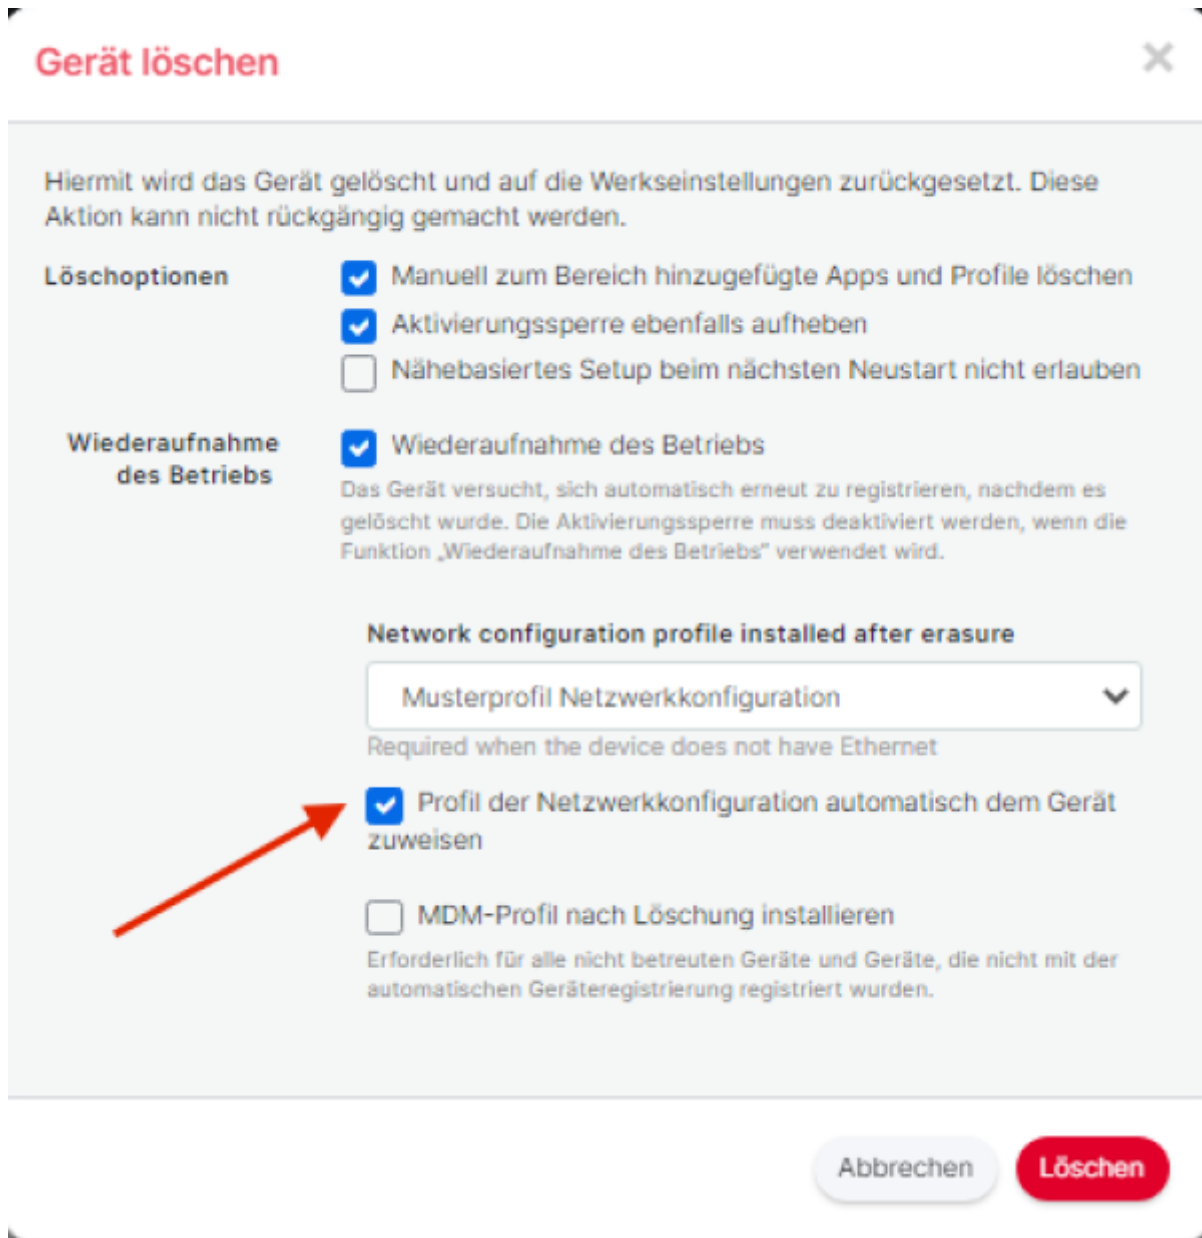 Gerät löschen
Hiermit wird das Gerät gelöscht und auf die Werkseinstellungen zurückgesetzt. Diese
Aktion kann nicht rückgängig gemacht werden.
Löschoptionen
Manuell zum Bereich hinzugefügte Apps und Profile löschen
Aktivierungssperre ebenfalls aufheben
Nähebasiertes Setup beim nächsten Neustart nicht erlauben
Wiederaufnahme
des Betriebs
Wiederaufnahme des Betriebs
Das Gerät versucht, sich automatisch erneut zu registrieren, nachdem es
gelöscht wurde. Die Aktivierungssperre muss deaktiviert werden, wenn die
Funktion „Wiederaufnahme des Betriebs" verwendet wird.
Network configuration profile installed after erasure
Musterprofil Netzwerkkonfiguration
Required when the device does not have Ethernet
Profil der Netzwerkkonfiguration automatisch dem Gerät
zuweisen
MDM-Profil nach Löschung installieren
Erforderlich für alle nicht betreuten Geräte und Geräte, die nicht mit der
automatischen Geräteregistrierung registriert wurden.
Abbrechen
Löschen